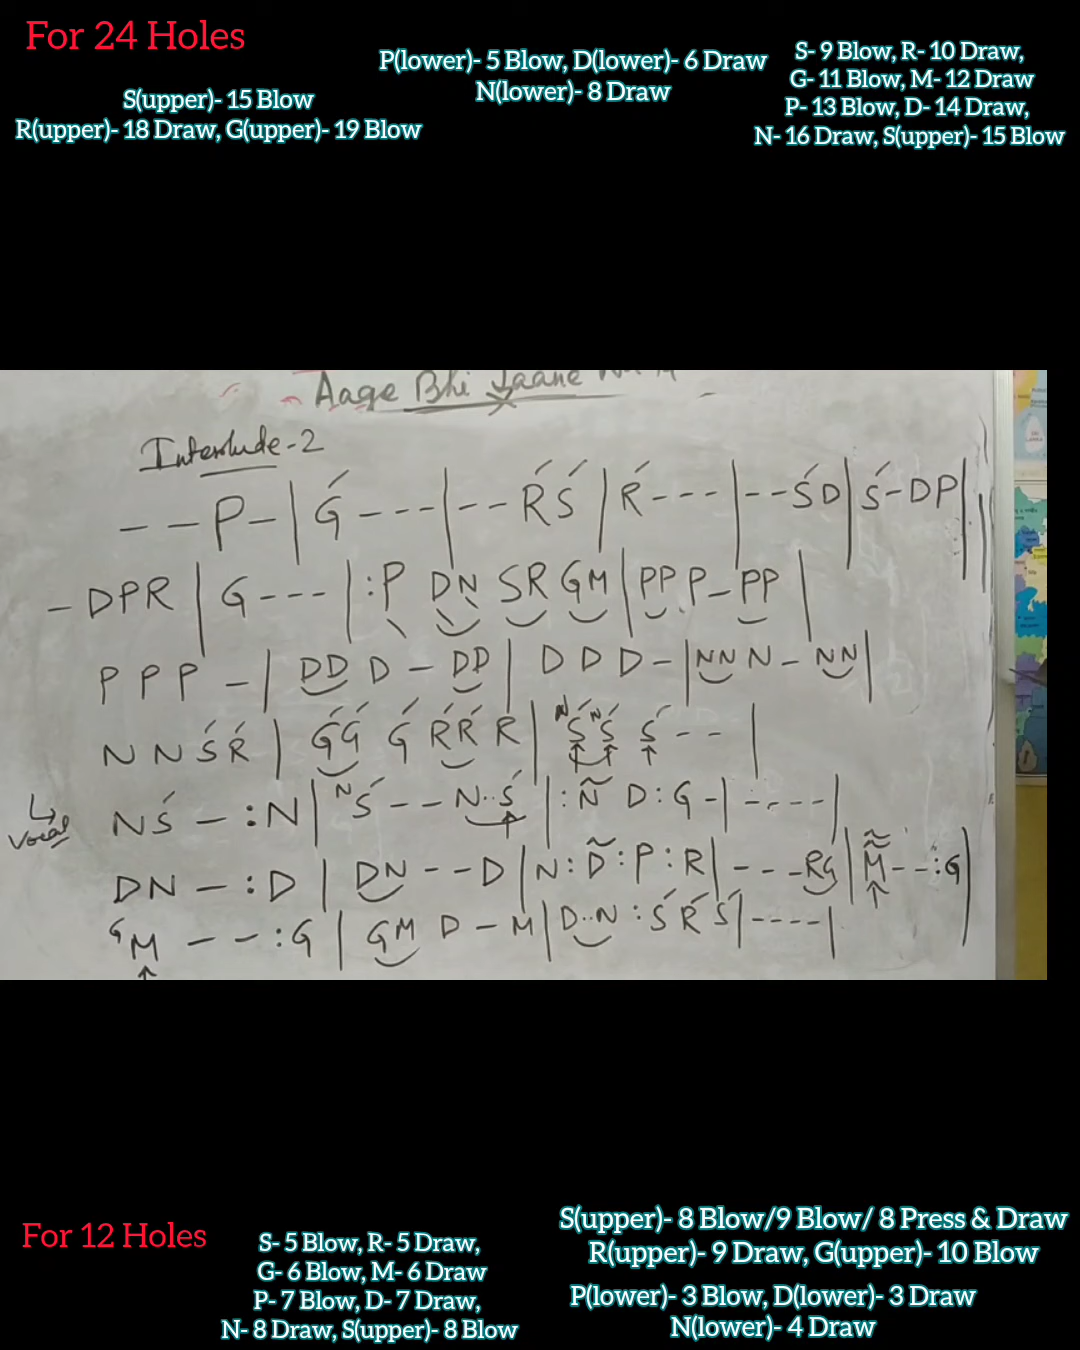 For 24 Holes
S(upper)- 15 Blow
R(upper)- 18 Draw, G(upper)- 19 Blow
P(lower)- 5 Blow, D(lower)- 6 Draw
N(lower)- 8 Draw
S- 9 Blow, R- 10 Draw,
G- 11 Blow, M- 12 Draw
P- 13 Blow, D- 14 Draw,
N- 16 Draw, S(upper)- 15 Blow
Aage Bhi Jaane Na
Interlude-2
- - P - | Ǵ - - - | - - Ŕ Ś | Ŕ - - - | - - Ś D | Ś - D P ||
- D P R | G - - - | : P D N S R G M | P P P - P P |
P P P - | D D D - D D | D D D - | N N N - N N |
N N Ś Ŕ | Ǵ Ǵ Ǵ Ŕ Ŕ R | N Ś N Ś Ś - - |
↳ Vocal N Ś - : N | N Ś - - N .. Ś | : Ñ D : G - | - - - - |
D N - : D | D N - - D | N : D̃ : P : R | - - - R G | M - - : G |
G M - - : G | G M D - M | D .. N : Ś Ŕ Ś | - - - - |
For 12 Holes
S- 5 Blow, R- 5 Draw,
G- 6 Blow, M- 6 Draw
P- 7 Blow, D- 7 Draw,
N- 8 Draw, S(upper)- 8 Blow
S(upper)- 8 Blow/9 Blow/ 8 Press & Draw
R(upper)- 9 Draw, G(upper)- 10 Blow
P(lower)- 3 Blow, D(lower)- 3 Draw
N(lower)- 4 Draw